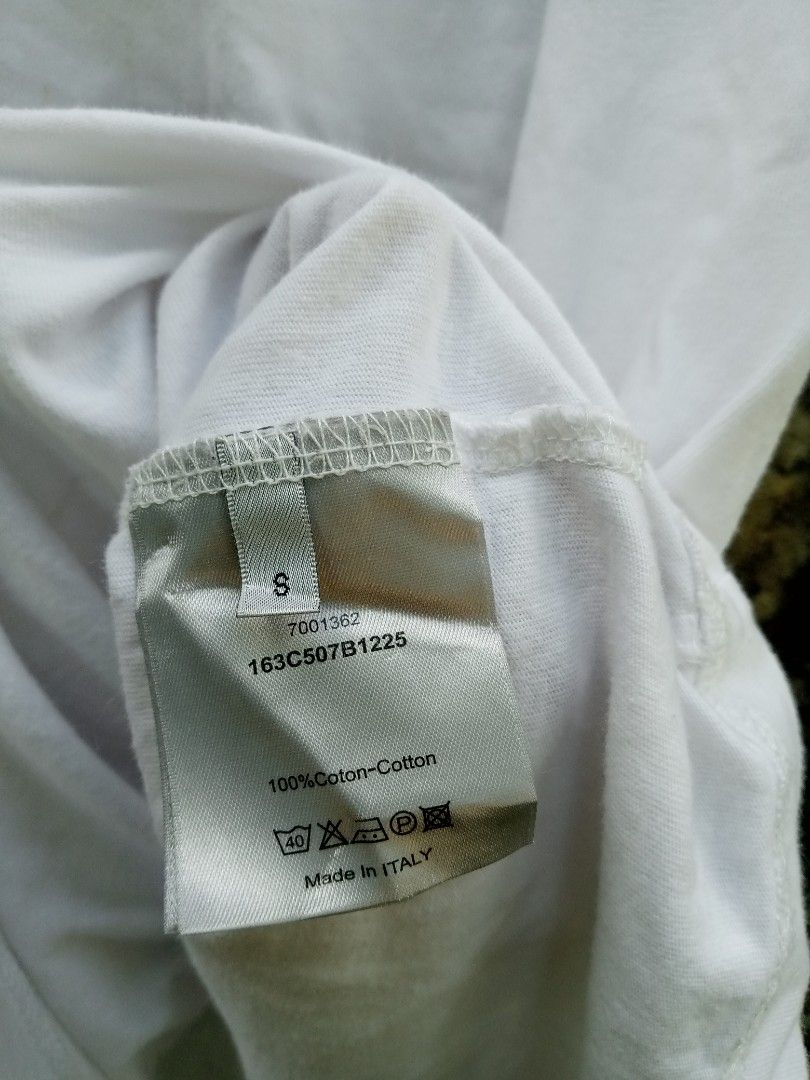 S
7001362
163C507B1225
100%Coton-Cotton
40 P
Made In ITALY